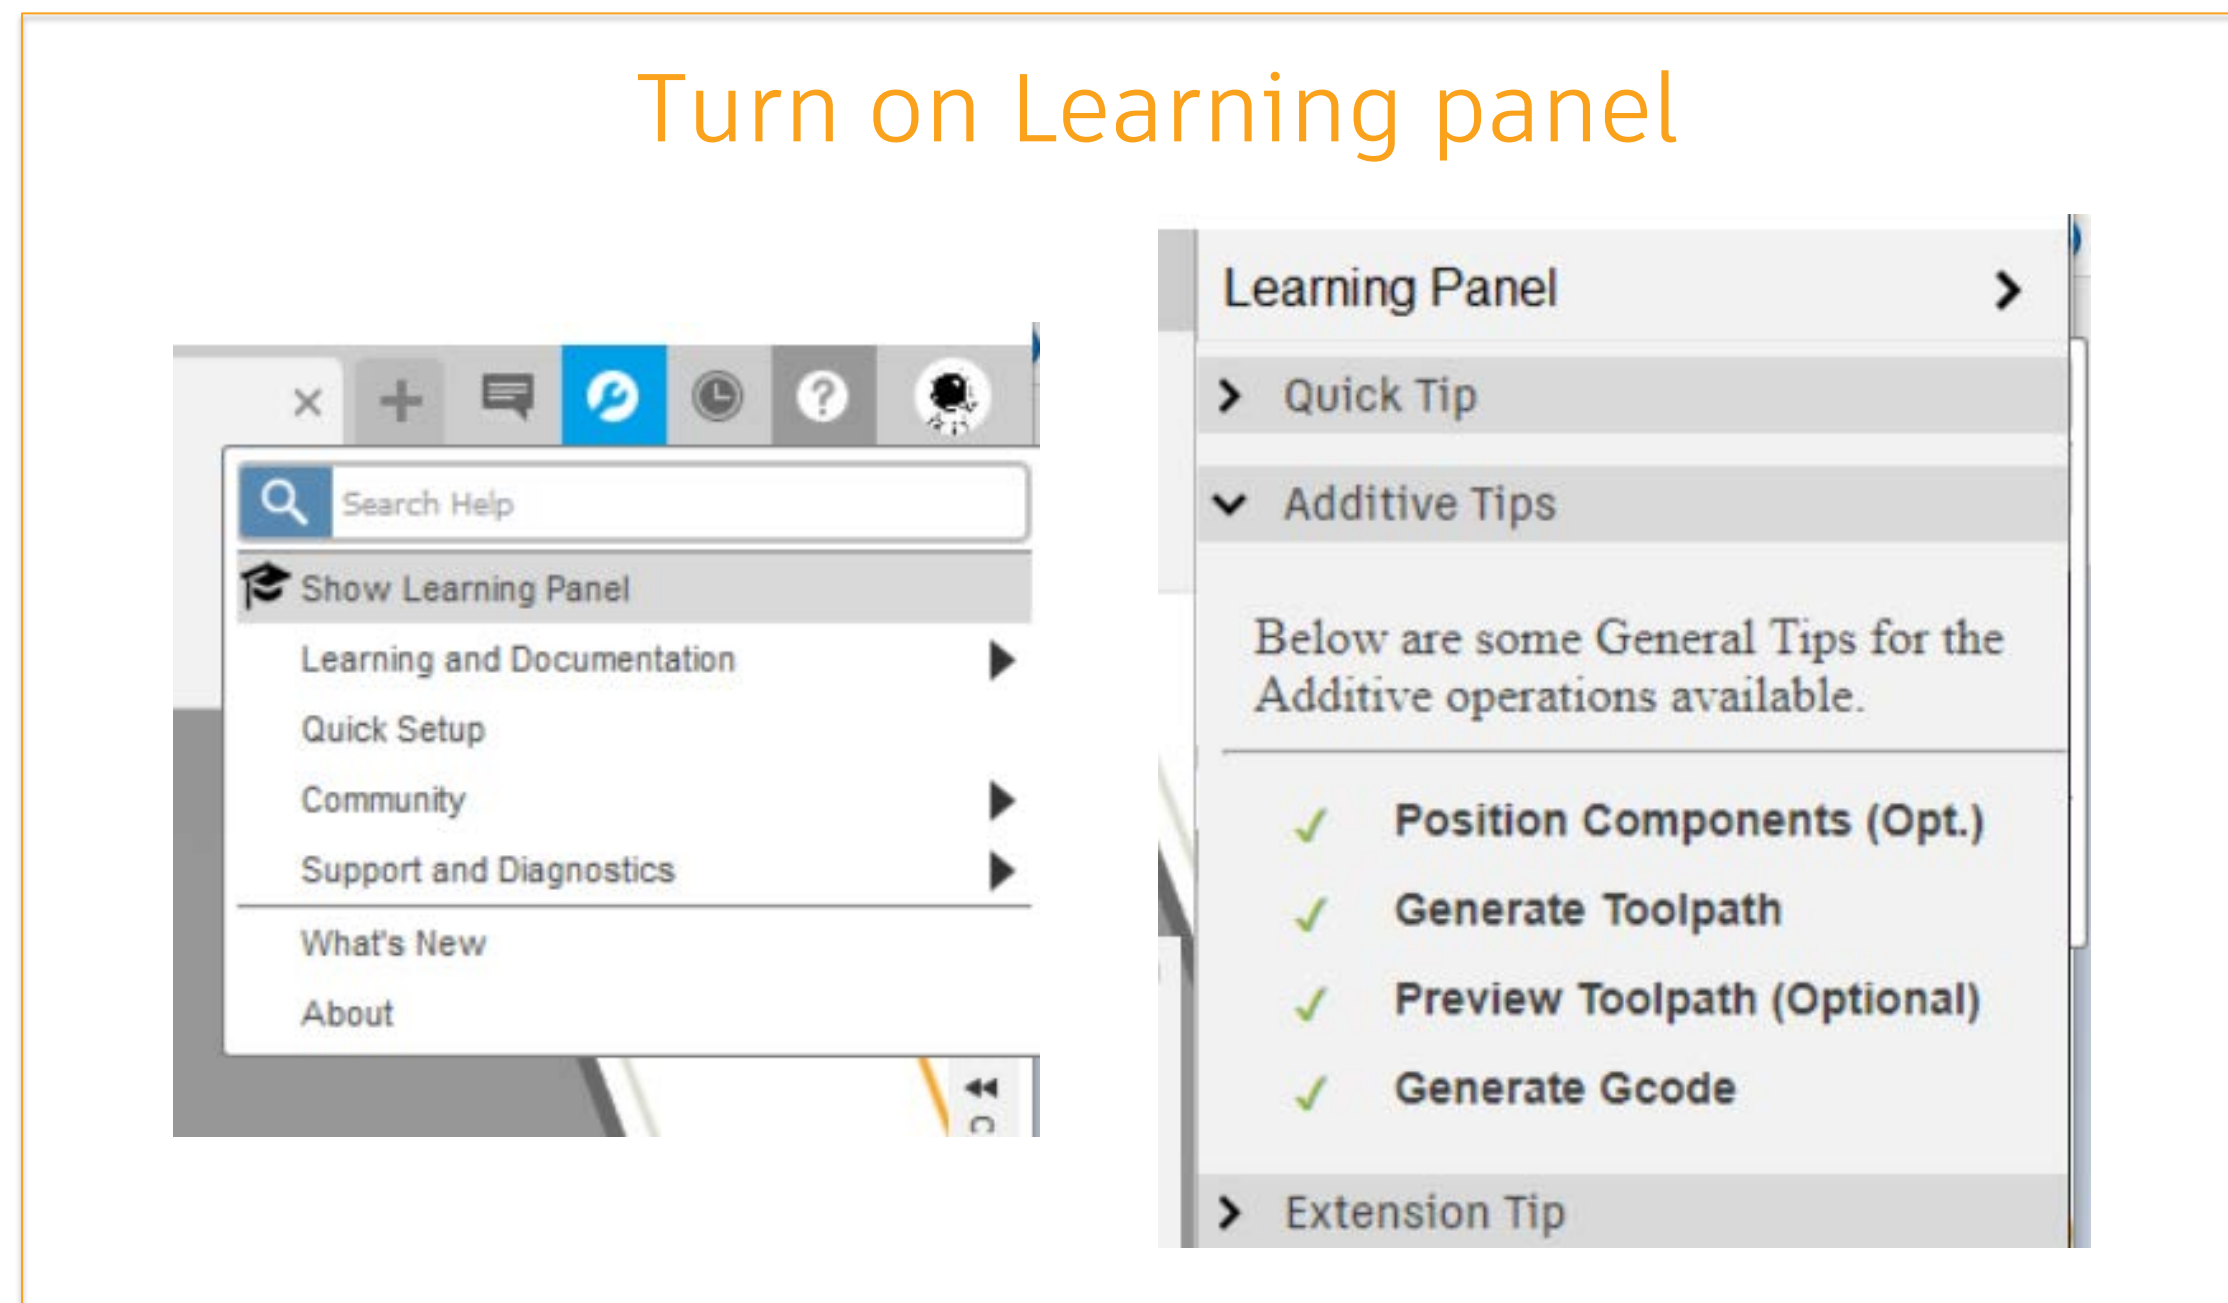 Turn on Learning panel
?
Search Help
Show Learning Panel
Learning and Documentation
Quick Setup
Community
Support and Diagnostics
What's New
About
Learning Panel
Quick Tip
Additive Tips
Below are some General Tips for the
Additive operations available.
Position Components (Opt.)
Generate Toolpath
Preview Toolpath (Optional)
Generate Gcode
Extension Tip